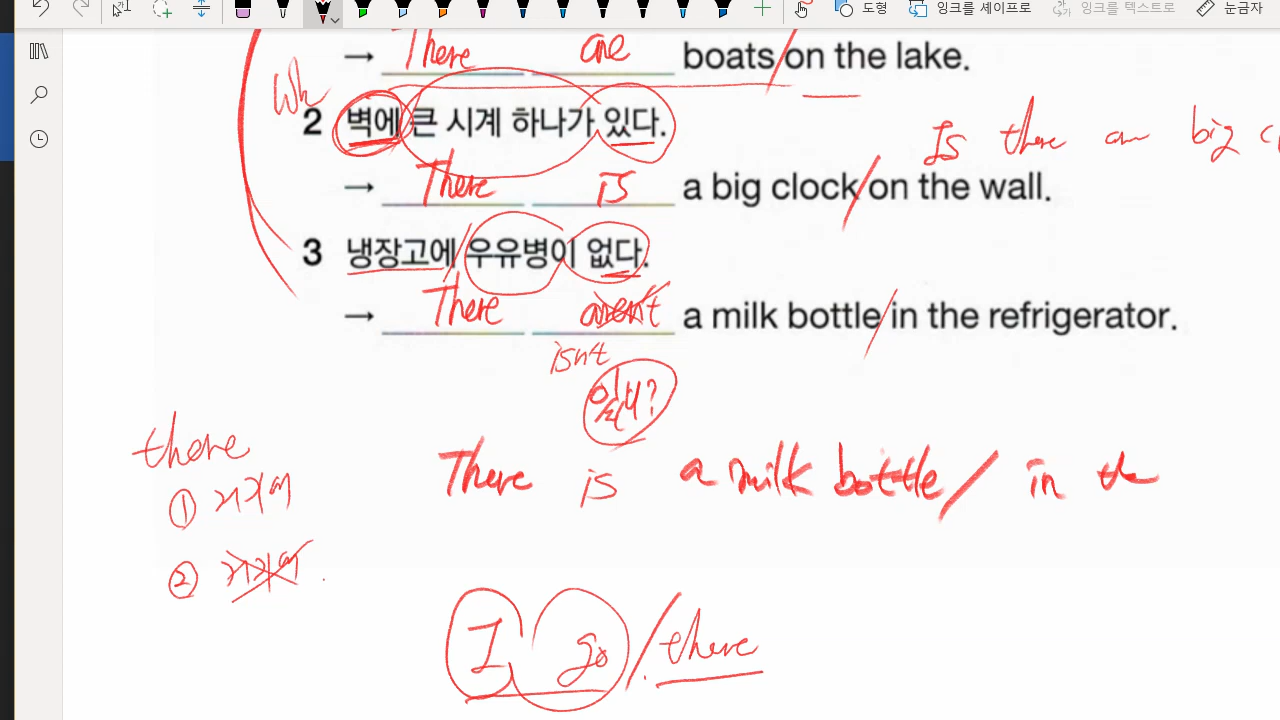 도형 잉크를 셰이프로 잉크를 텍스트로 눈금자
→ There are boats/on the lake.
Wh
2 벽에 큰 시계 하나가 있다.
Is there an big
→ There is a big clock/on the wall.
3 냉장고에/우유병이 없다.
→ There aren't a milk bottle/in the refrigerator.
isn't
there
There is a milk bottle/ in the
① 거기에
② 거기에
I go / there